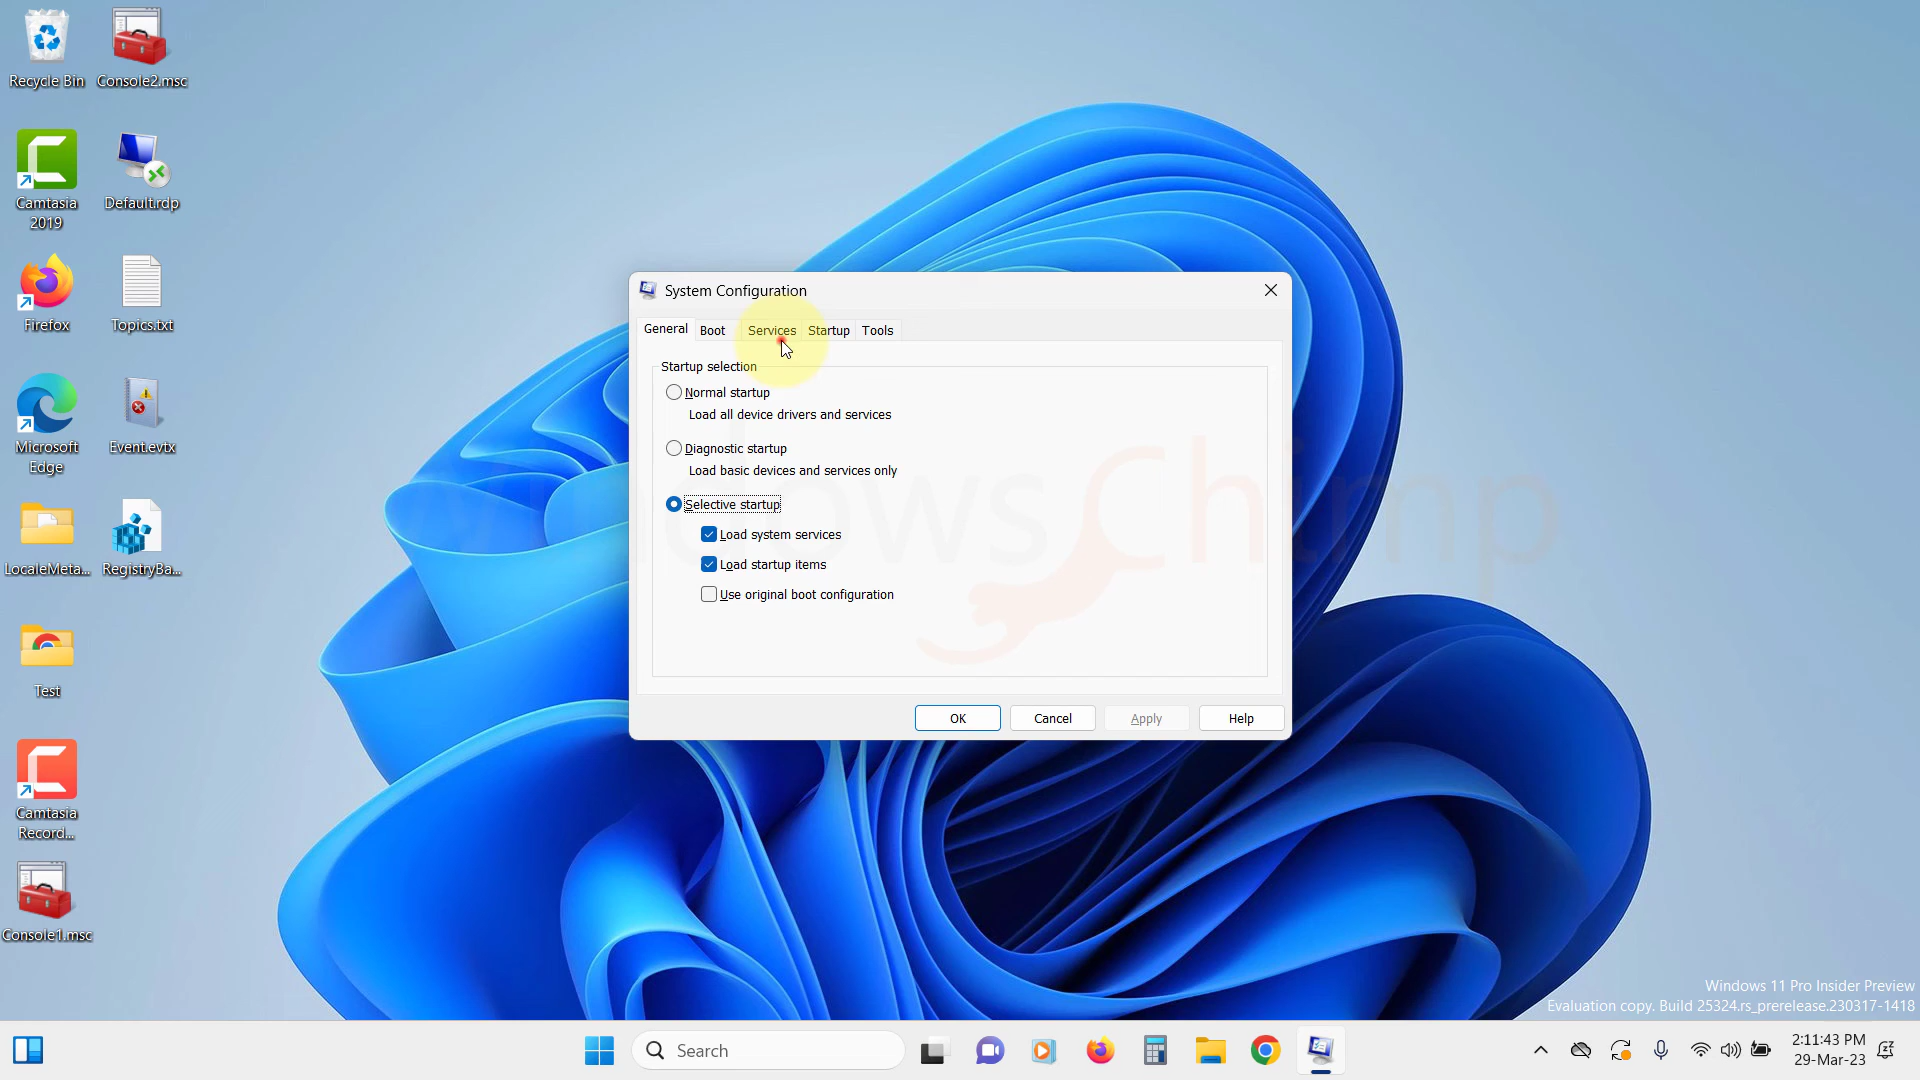 Recycle Bin
Console2.msc
Camtasia
2019
Default.rdp
Firefox
Topics.txt
Microsoft
Edge
Event.evtx
LocaleMeta...
RegistryBa...
Test
Camtasia
Record...
Console1.msc
System Configuration
General
Boot
Services
Startup
Tools
Startup selection
Normal startup
Load all device drivers and services
Diagnostic startup
Load basic devices and services only
Selective startup
Load system services
Load startup items
Use original boot configuration
OK
Cancel
Apply
Help
WindowsChimp
Windows 11 Pro Insider Preview
Evaluation copy. Build 25324.rs_prerelease.230317-1418
Search
2:11:43 PM
29-Mar-23